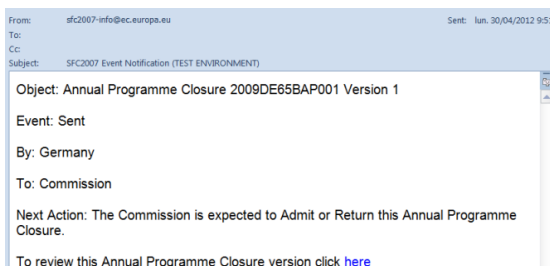 From: sfc2007-info@ec.europa.eu Sent: lun. 30/04/2012 9:5
To:
Cc:
Subject: SFC2007 Event Notification (TEST ENVIRONMENT)
Object: Annual Programme Closure 2009DE65BAP001 Version 1
Event: Sent
By: Germany
To: Commission
Next Action: The Commission is expected to Admit or Return this Annual Programme
Closure.
To review this Annual Programme Closure version click here